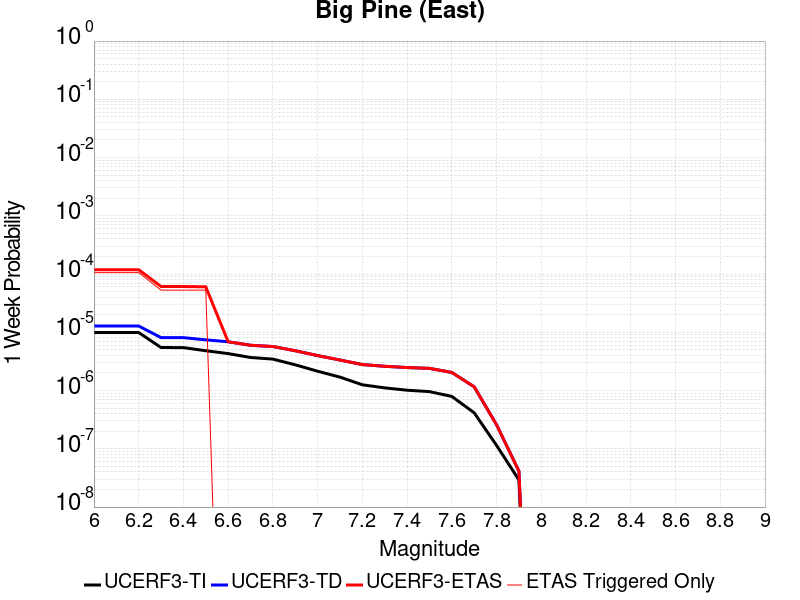 Big Pine (East)
1 Week Probability
10^0
10^-1
10^-2
10^-3
10^-4
10^-5
10^-6
10^-7
10^-8
6 6.2 6.4 6.6 6.8 7 7.2 7.4 7.6 7.8 8 8.2 8.4 8.6 8.8 9
Magnitude
UCERF3-TI UCERF3-TD UCERF3-ETAS ETAS Triggered Only